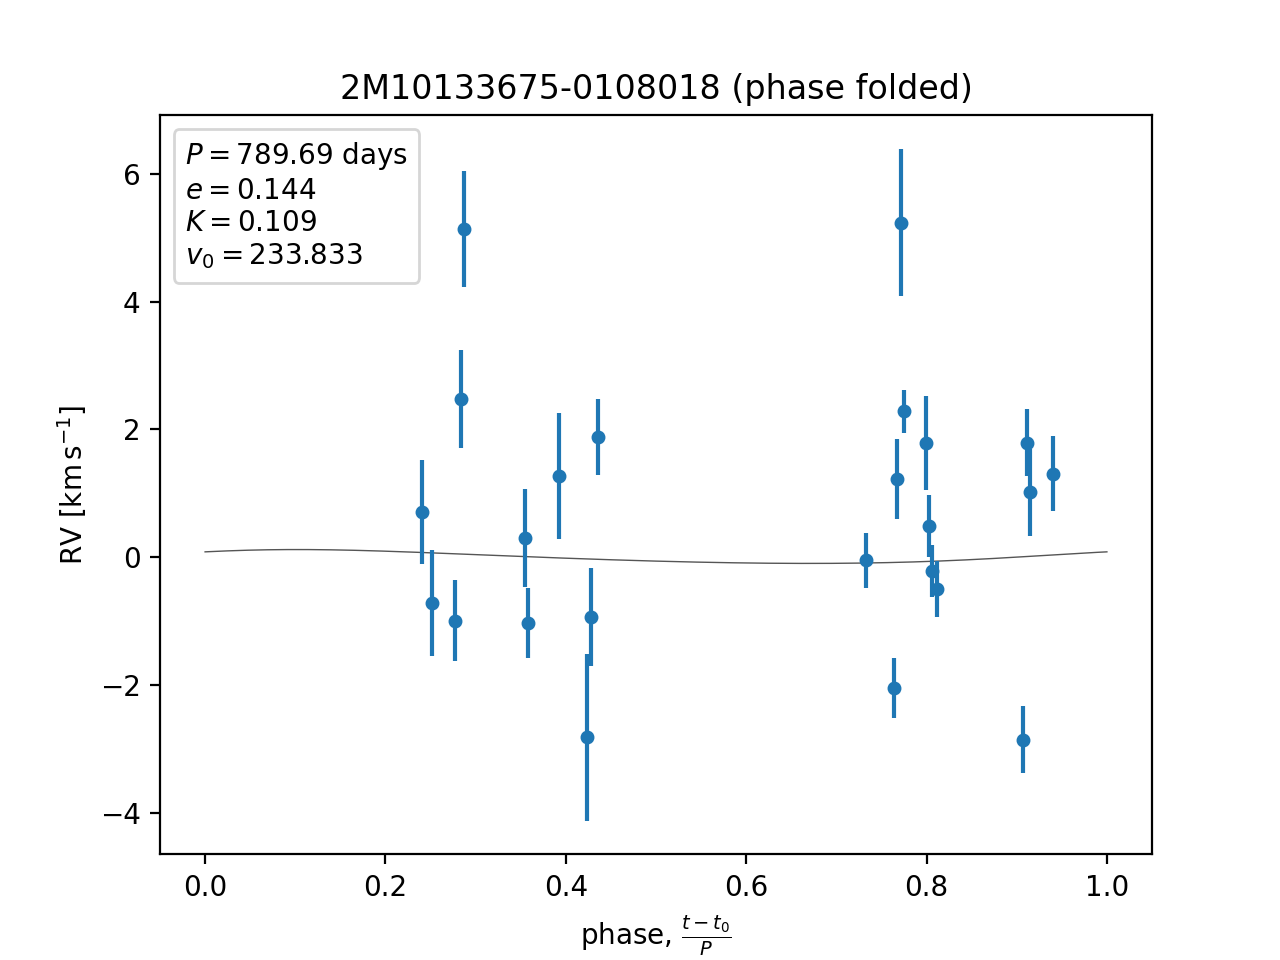 2M10133675-0108018 (phase folded)
P = 789.69 days
e = 0.144
K = 0.109
v₀ = 233.833
6
4
2
0
−2
−4
RV [km s⁻¹]
0.0 0.2 0.4 0.6 0.8 1.0
phase, (t − t₀)/P